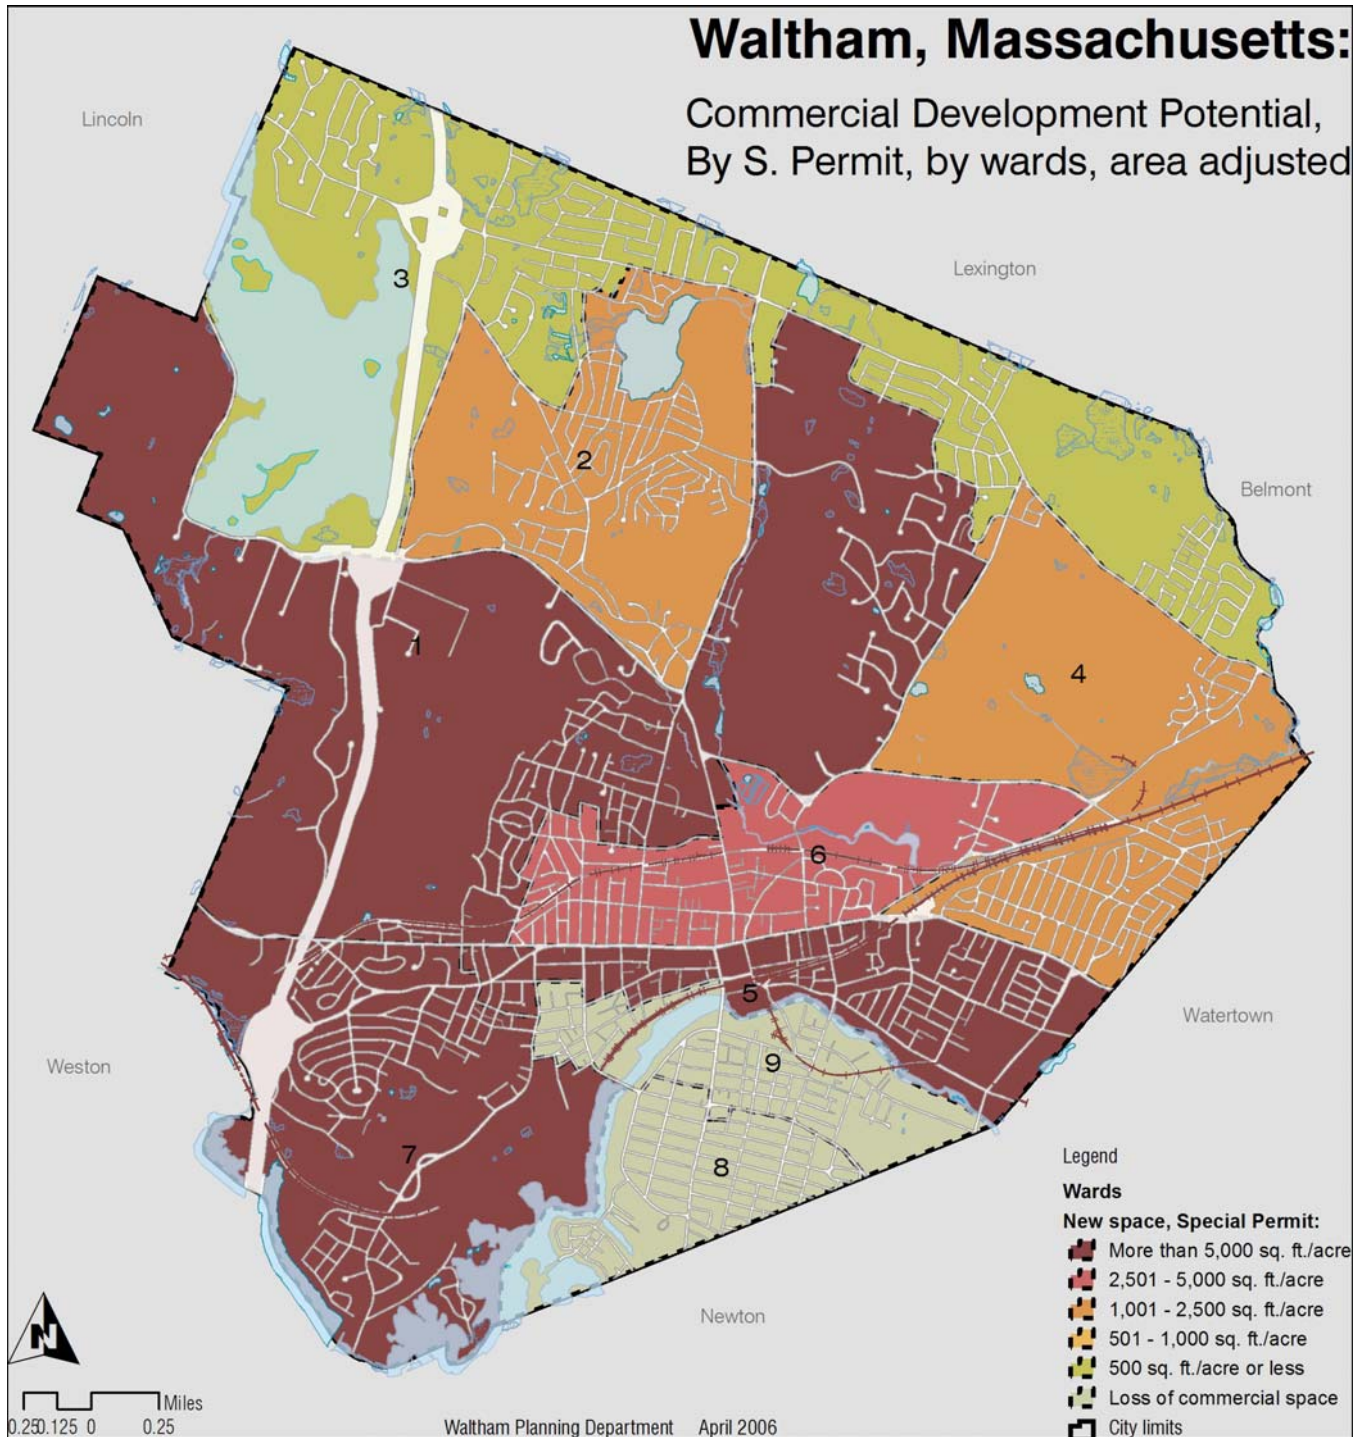 Waltham, Massachusetts:
Commercial Development Potential,
By S. Permit, by wards, area adjusted
Lincoln
Lexington
3
2
Belmont
1
4
6
5
Watertown
Weston
9
7
8
Newton
Legend
Wards
New space, Special Permit:
More than 5,000 sq. ft./acre
2,501 - 5,000 sq. ft./acre
1,001 - 2,500 sq. ft./acre
501 - 1,000 sq. ft./acre
500 sq. ft./acre or less
Loss of commercial space
City limits
N
Miles
0.25 0.125 0 0.25
Waltham Planning Department April 2006